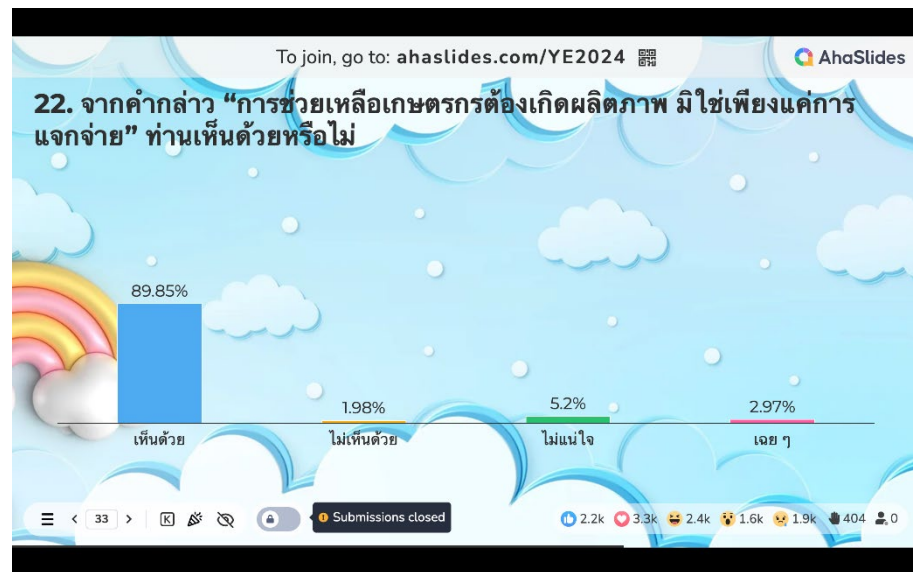 To join, go to: ahaslides.com/YE2024
AhaSlides
22. จากคำกล่าว “การช่วยเหลือเกษตรกรต้องเกิดผลิตภาพ มิใช่เพียงแค่การ
แจกจ่าย” ท่านเห็นด้วยหรือไม่
89.85%
1.98%
5.2%
2.97%
เห็นด้วย
ไม่เห็นด้วย
ไม่แน่ใจ
เฉย ๆ
33
K
Submissions closed
2.2k 3.3k 2.4k 1.6k 1.9k 404 0